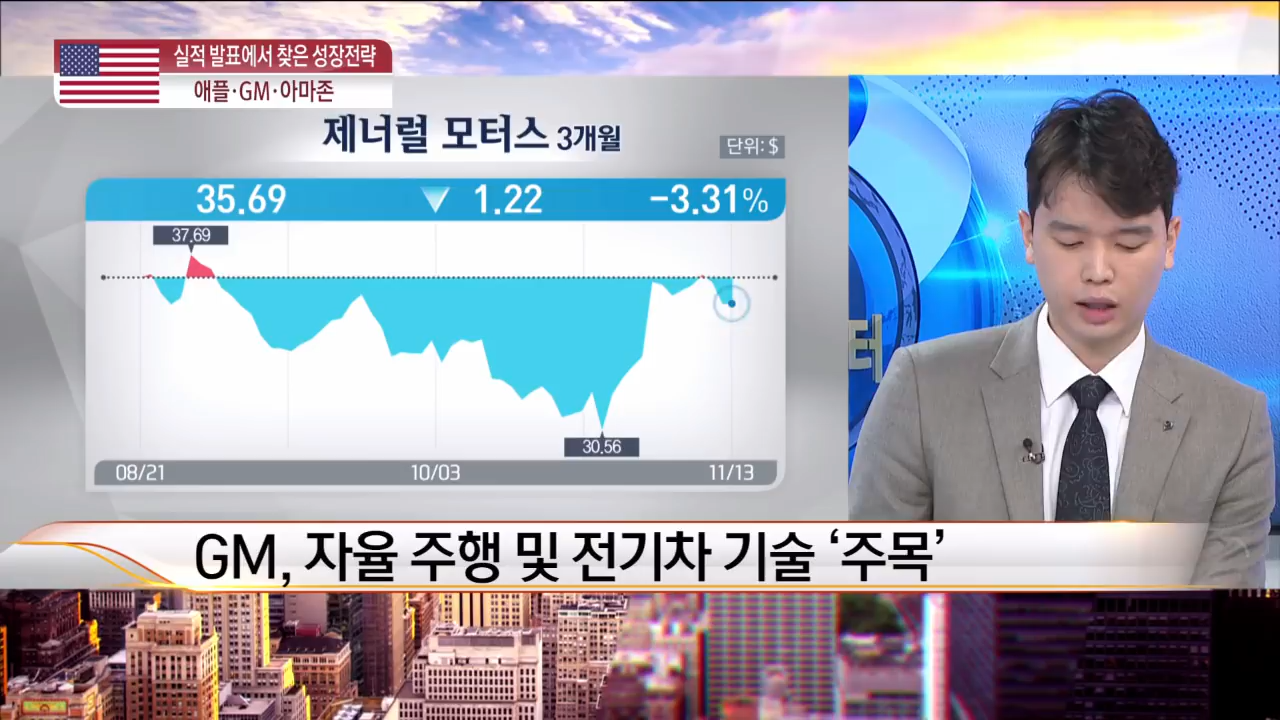 실적 발표에서 찾은 성장전략
애플·GM·아마존
제너럴 모터스 3개월
단위: $
35.69 ▼ 1.22 -3.31%
37.69
30.56
08/21 10/03 11/13
터
GM, 자율 주행 및 전기차 기술 ‘주목’